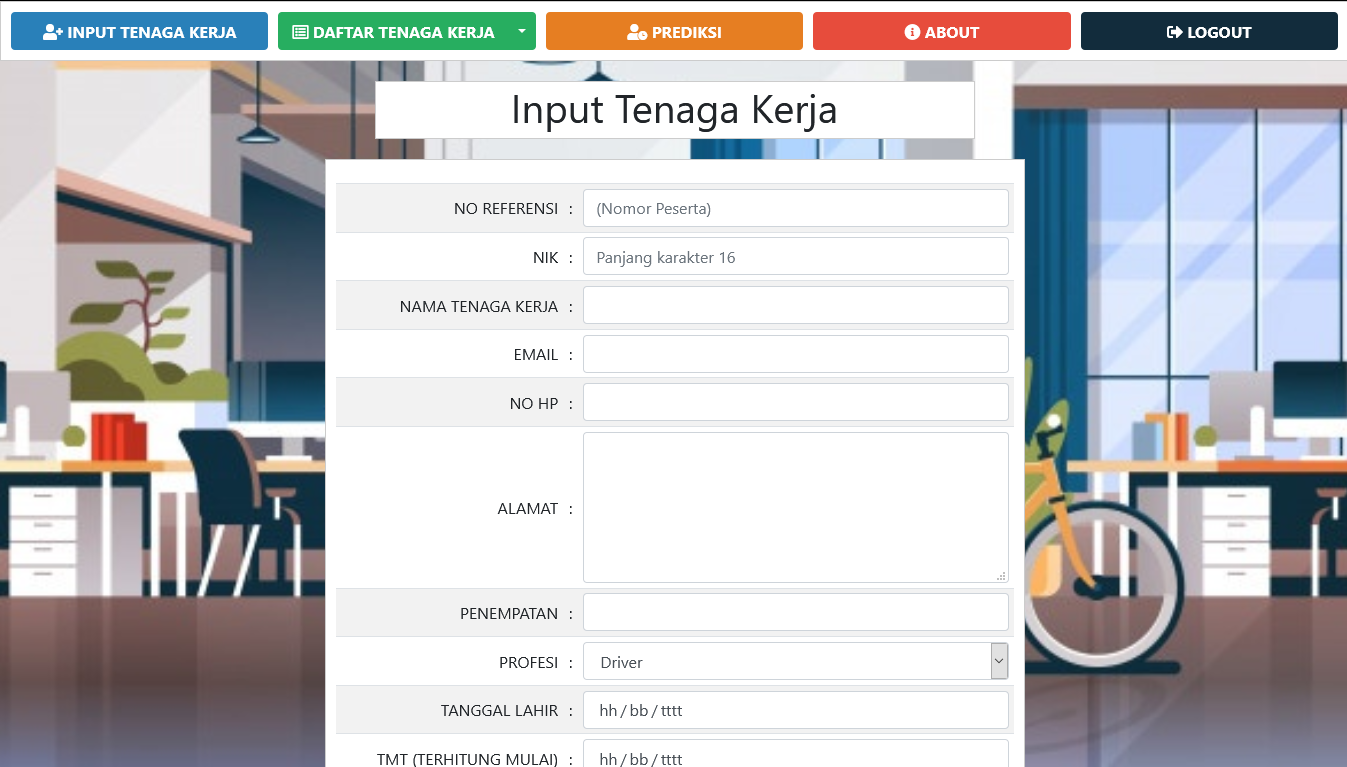 INPUT TENAGA KERJA DAFTAR TENAGA KERJA PREDIKSI ABOUT LOGOUT
Input Tenaga Kerja
NO REFERENSI : (Nomor Peserta)
NIK : Panjang karakter 16
NAMA TENAGA KERJA :
EMAIL :
NO HP :
ALAMAT :
PENEMPATAN :
PROFESI : Driver
TANGGAL LAHIR : hh / bb / tttt
TMT (TERHITUNG MULAI) : hh / bb / tttt